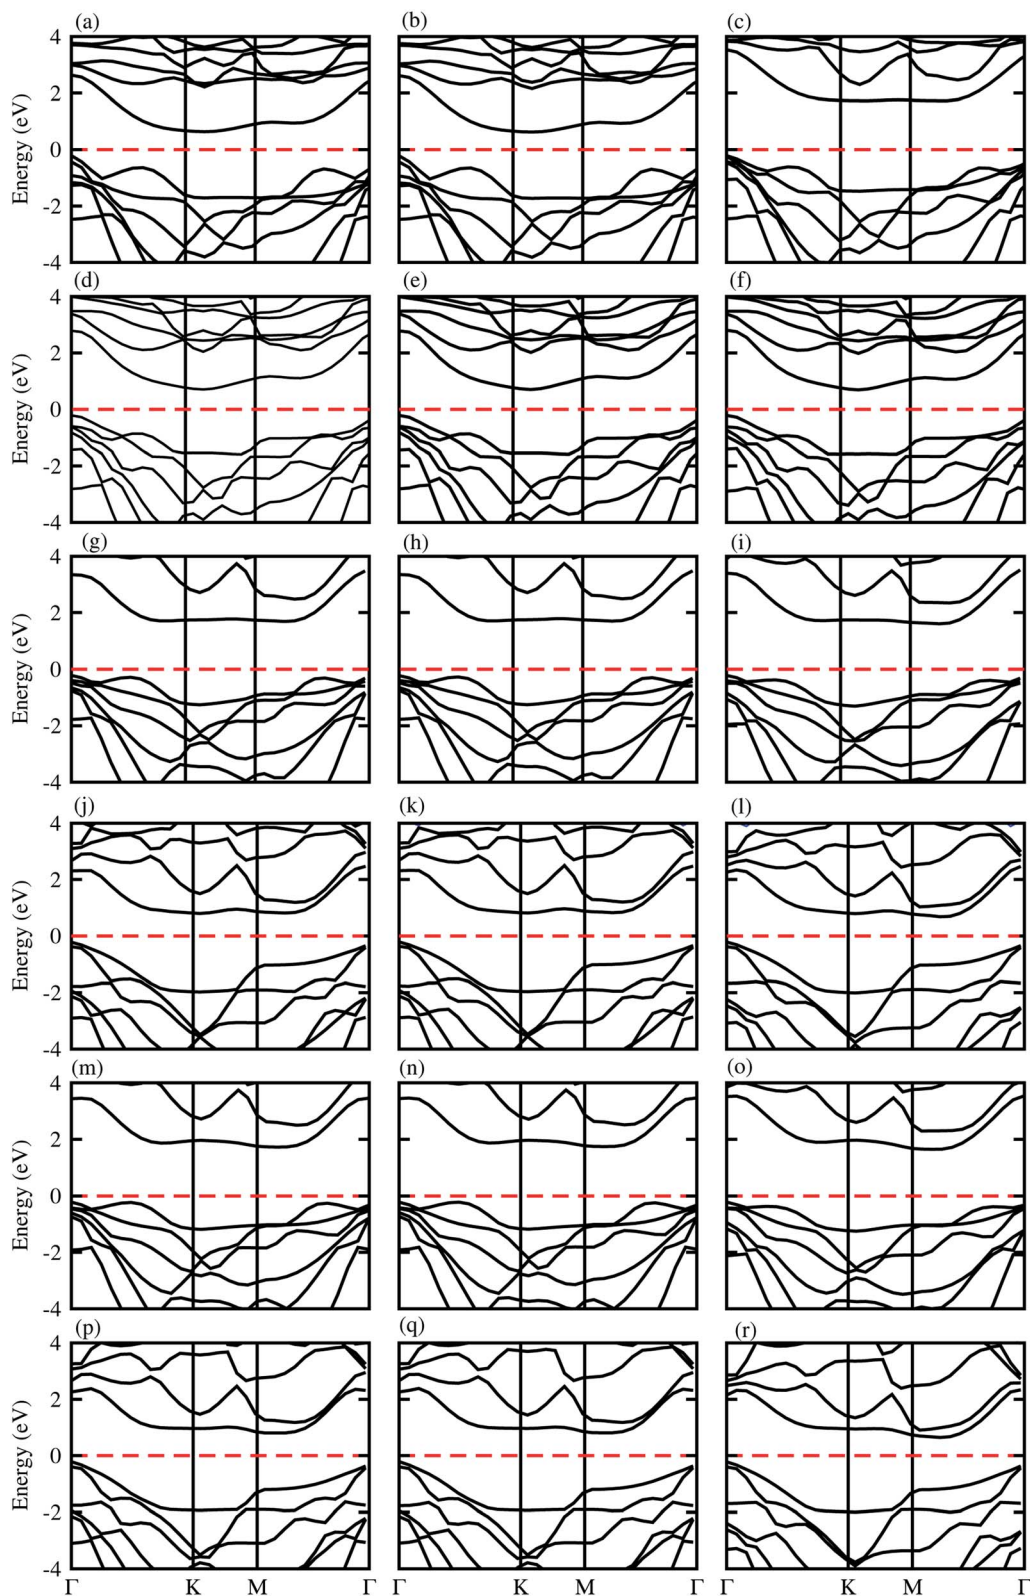 (a) (b) (c)
Energy (eV)
4
2
0
-2
-4
(d) (e) (f)
Energy (eV)
4
2
0
-2
-4
(g) (h) (i)
Energy (eV)
4
2
0
-2
-4
(j) (k) (l)
Energy (eV)
4
2
0
-2
-4
(m) (n) (o)
Energy (eV)
4
2
0
-2
-4
(p) (q) (r)
Energy (eV)
4
2
0
-2
-4
Γ K M Γ Γ K M Γ Γ K M Γ